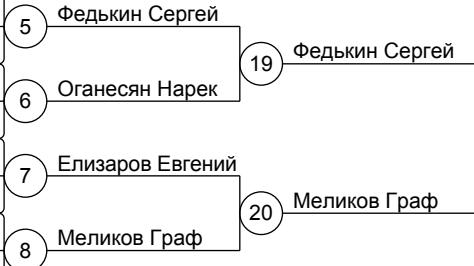 5 Федькин Сергей
19 Федькин Сергей
6 Оганесян Нарек
7 Елизаров Евгений
20 Меликов Граф
8 Меликов Граф